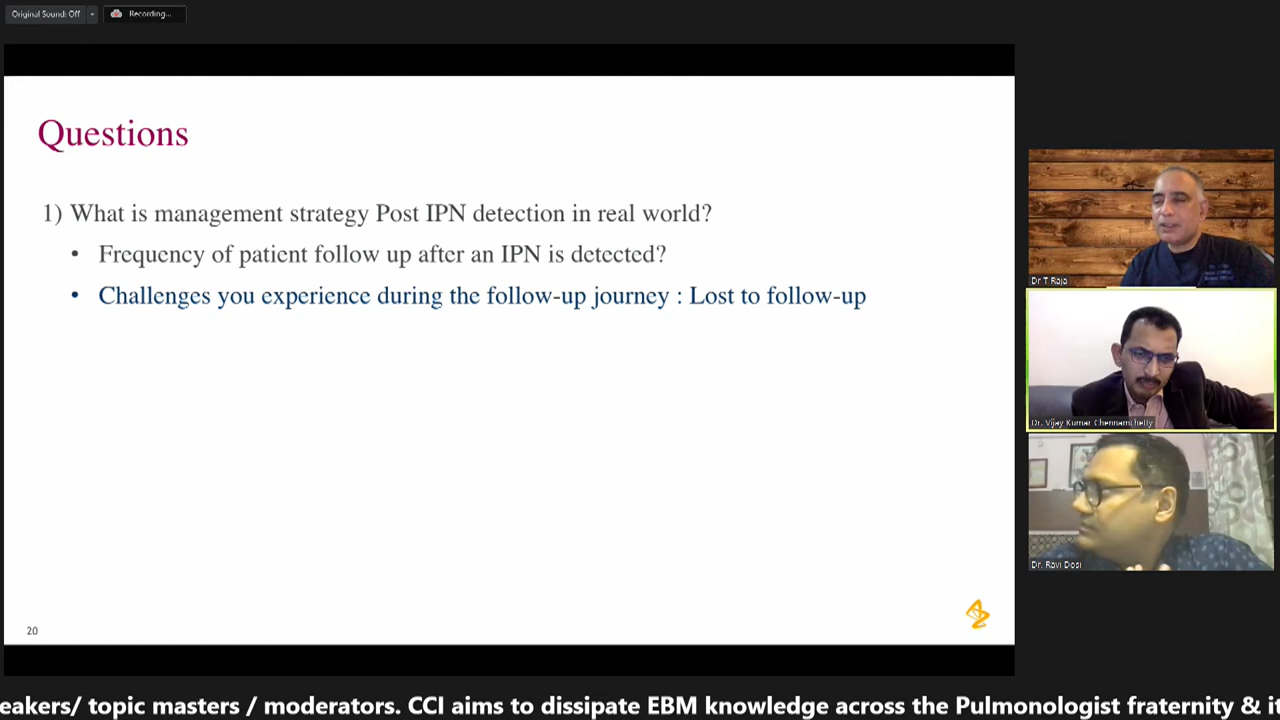 Original Sound: Off
Recording...
Questions
1) What is management strategy Post IPN detection in real world?
• Frequency of patient follow up after an IPN is detected?
• Challenges you experience during the follow-up journey : Lost to follow-up
20
Dr T Raja
Dr. Vijay Kumar Chennamchetty
Dr. Ravi Dosi
eakers/ topic masters / moderators. CCI aims to dissipate EBM knowledge across the Pulmonologist fraternity & it